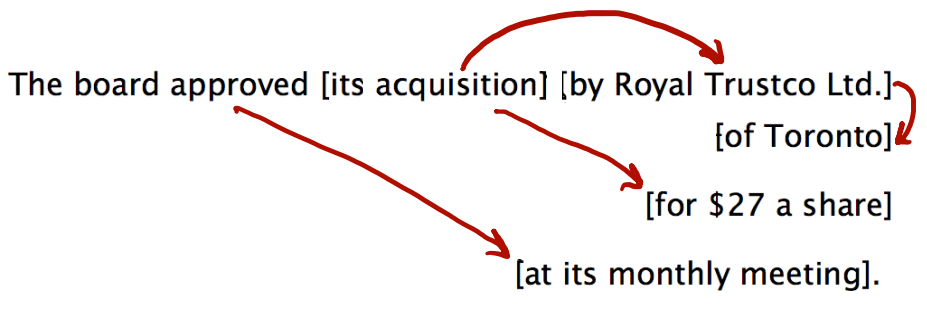 The board approved [its acquisition] [by Royal Trustco Ltd.]
[of Toronto]
[for $27 a share]
[at its monthly meeting].